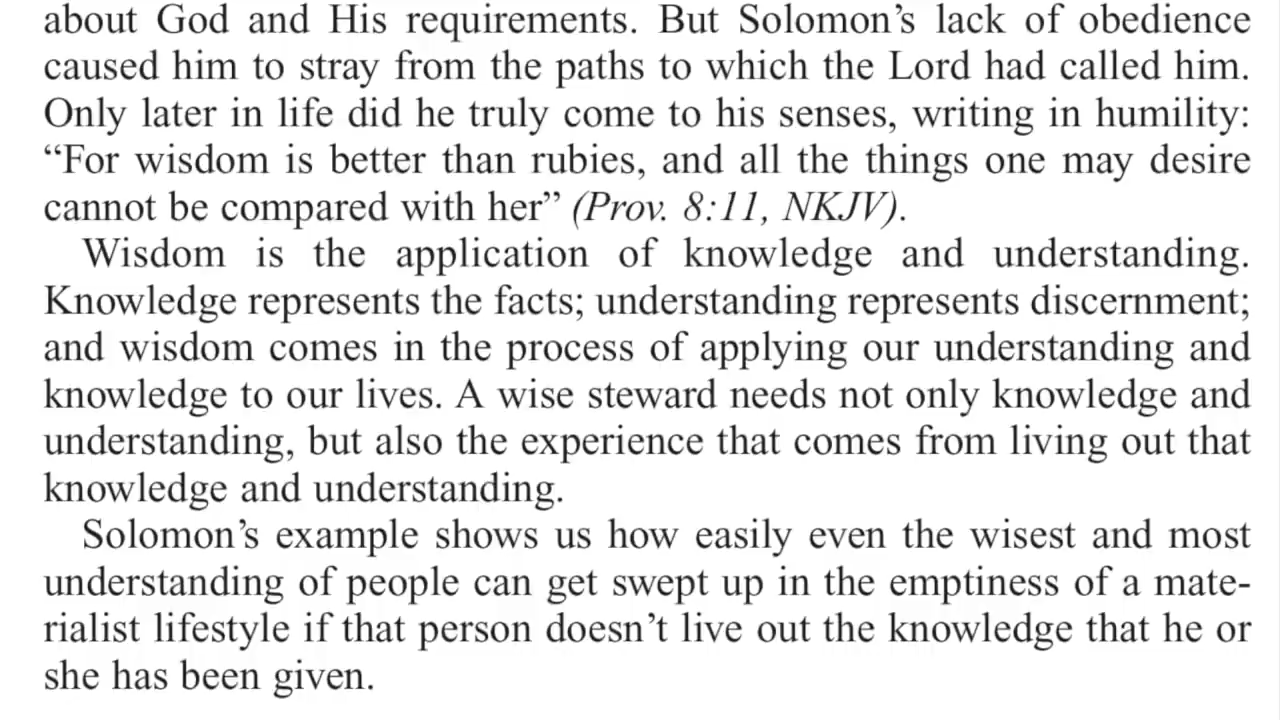 about God and His requirements. But Solomon’s lack of obedience
caused him to stray from the paths to which the Lord had called him.
Only later in life did he truly come to his senses, writing in humility:
“For wisdom is better than rubies, and all the things one may desire
cannot be compared with her” (Prov. 8:11, NKJV).
Wisdom is the application of knowledge and understanding.
Knowledge represents the facts; understanding represents discernment;
and wisdom comes in the process of applying our understanding and
knowledge to our lives. A wise steward needs not only knowledge and
understanding, but also the experience that comes from living out that
knowledge and understanding.
Solomon’s example shows us how easily even the wisest and most
understanding of people can get swept up in the emptiness of a mate-
rialist lifestyle if that person doesn’t live out the knowledge that he or
she has been given.